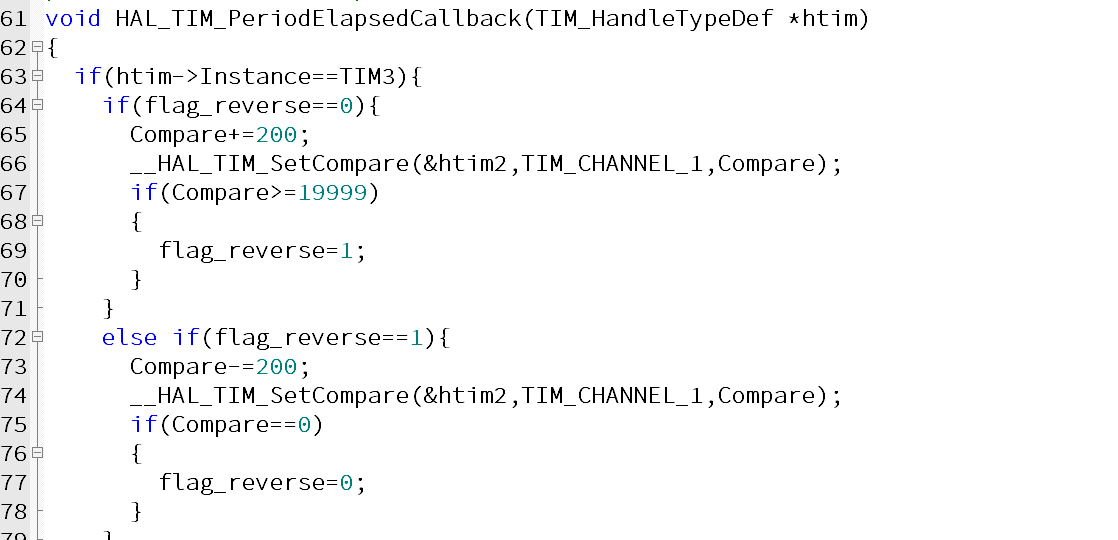 61 void HAL_TIM_PeriodElapsedCallback(TIM_HandleTypeDef *htim)
62 {
63   if(htim->Instance==TIM3){
64     if(flag_reverse==0){
65       Compare+=200;
66       __HAL_TIM_SetCompare(&htim2,TIM_CHANNEL_1,Compare);
67       if(Compare>=19999)
68       {
69         flag_reverse=1;
70       }
71     }
72     else if(flag_reverse==1){
73       Compare-=200;
74       __HAL_TIM_SetCompare(&htim2,TIM_CHANNEL_1,Compare);
75       if(Compare==0)
76       {
77         flag_reverse=0;
78       }
79     }